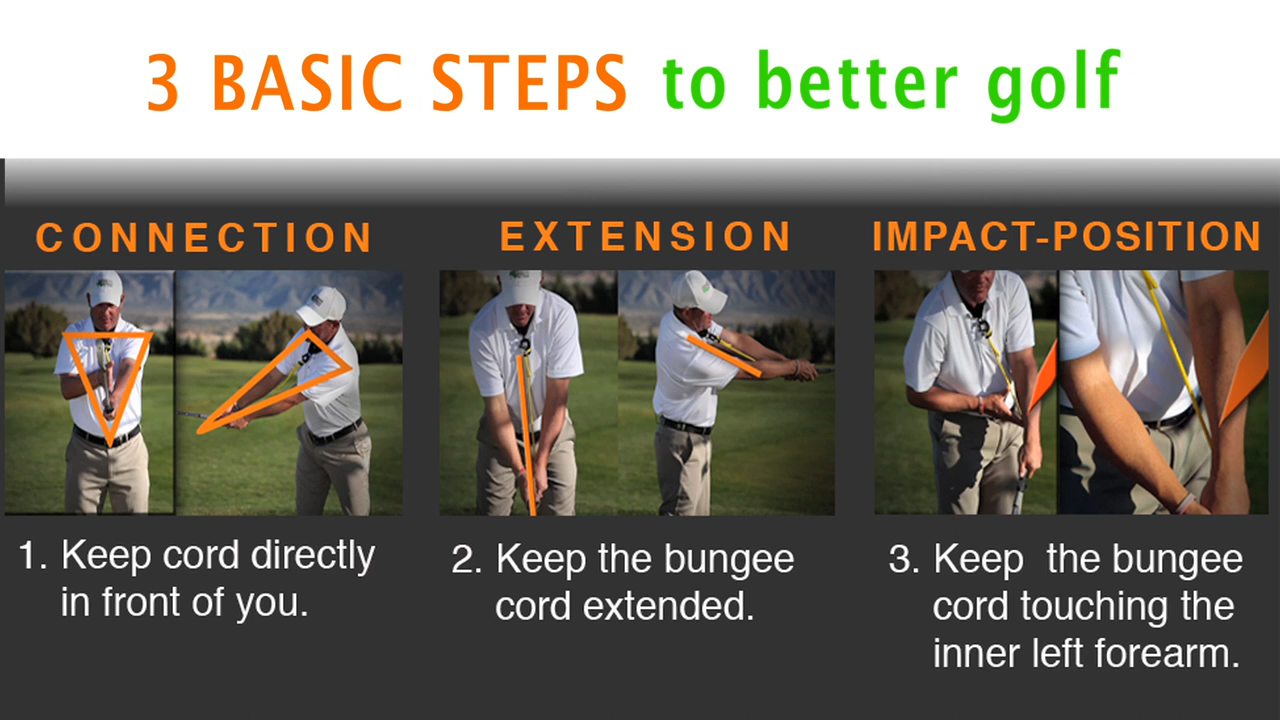 3 BASIC STEPS to better golf
CONNECTION
1. Keep cord directly
in front of you.
EXTENSION
2. Keep the bungee
cord extended.
IMPACT-POSITION
3. Keep  the bungee
cord touching the
inner left forearm.